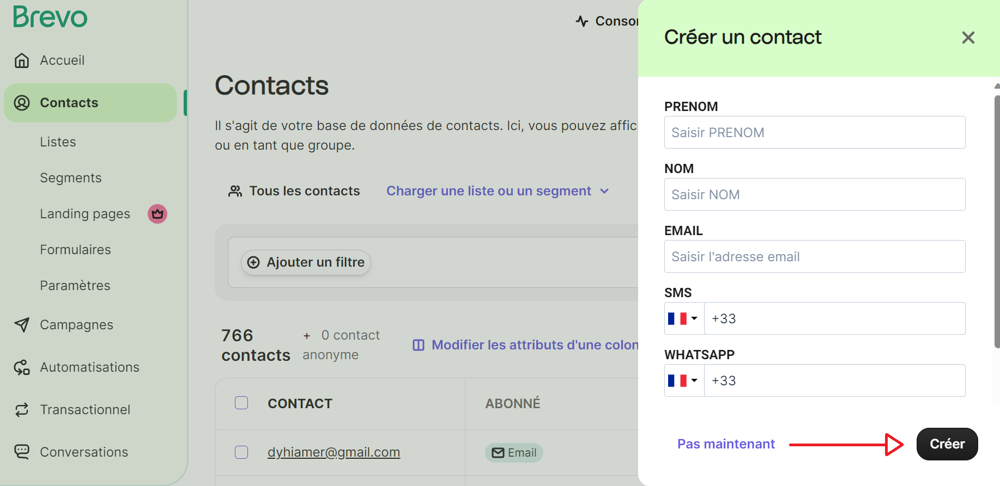 Brevo
Accueil
Contacts
Listes
Segments
Landing pages
Formulaires
Paramètres
Campagnes
Automatisations
Transactionnel
Conversations
Consor
Contacts
Il s'agit de votre base de données de contacts. Ici, vous pouvez affic
ou en tant que groupe.
Tous les contacts
Charger une liste ou un segment
Ajouter un filtre
766
contacts
+ 0 contact
anonyme
Modifier les attributs d'une colon
CONTACT
ABONNÉ
dyhiamer@gmail.com
Email
Créer un contact
PRENOM
Saisir PRENOM
NOM
Saisir NOM
EMAIL
Saisir l'adresse email
SMS
+33
WHATSAPP
+33
Pas maintenant
Créer